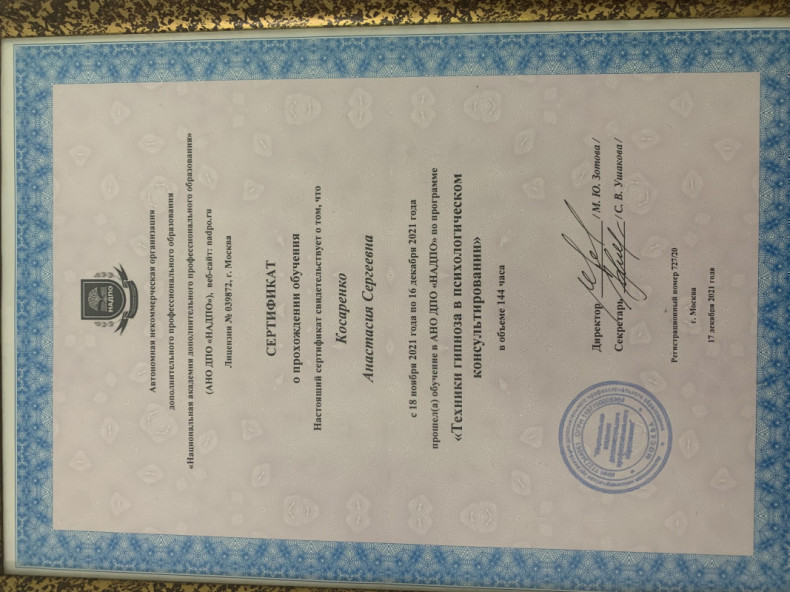 НАДПО
Автономная некоммерческая организация
дополнительного профессионального образования
«Национальная академия дополнительного профессионального образования»
(АНО ДПО «НАДПО»), веб-сайт: nadpo.ru
Лицензия № 039872, г. Москва
СЕРТИФИКАТ
о прохождении обучения
Настоящий сертификат свидетельствует о том, что
Косаренко
Анастасия Сергеевна
с 18 ноября 2021 года по 16 декабря 2021 года
прошел(а) обучение в АНО ДПО «НАДПО» по программе
«Техники гипноза в психологическом
консультировании»
в объеме 144 часа
Директор / М. Ю. Зотова /
Секретарь / С. В. Ушакова /
Регистрационный номер 727/20
г. Москва
17 декабря 2021 года